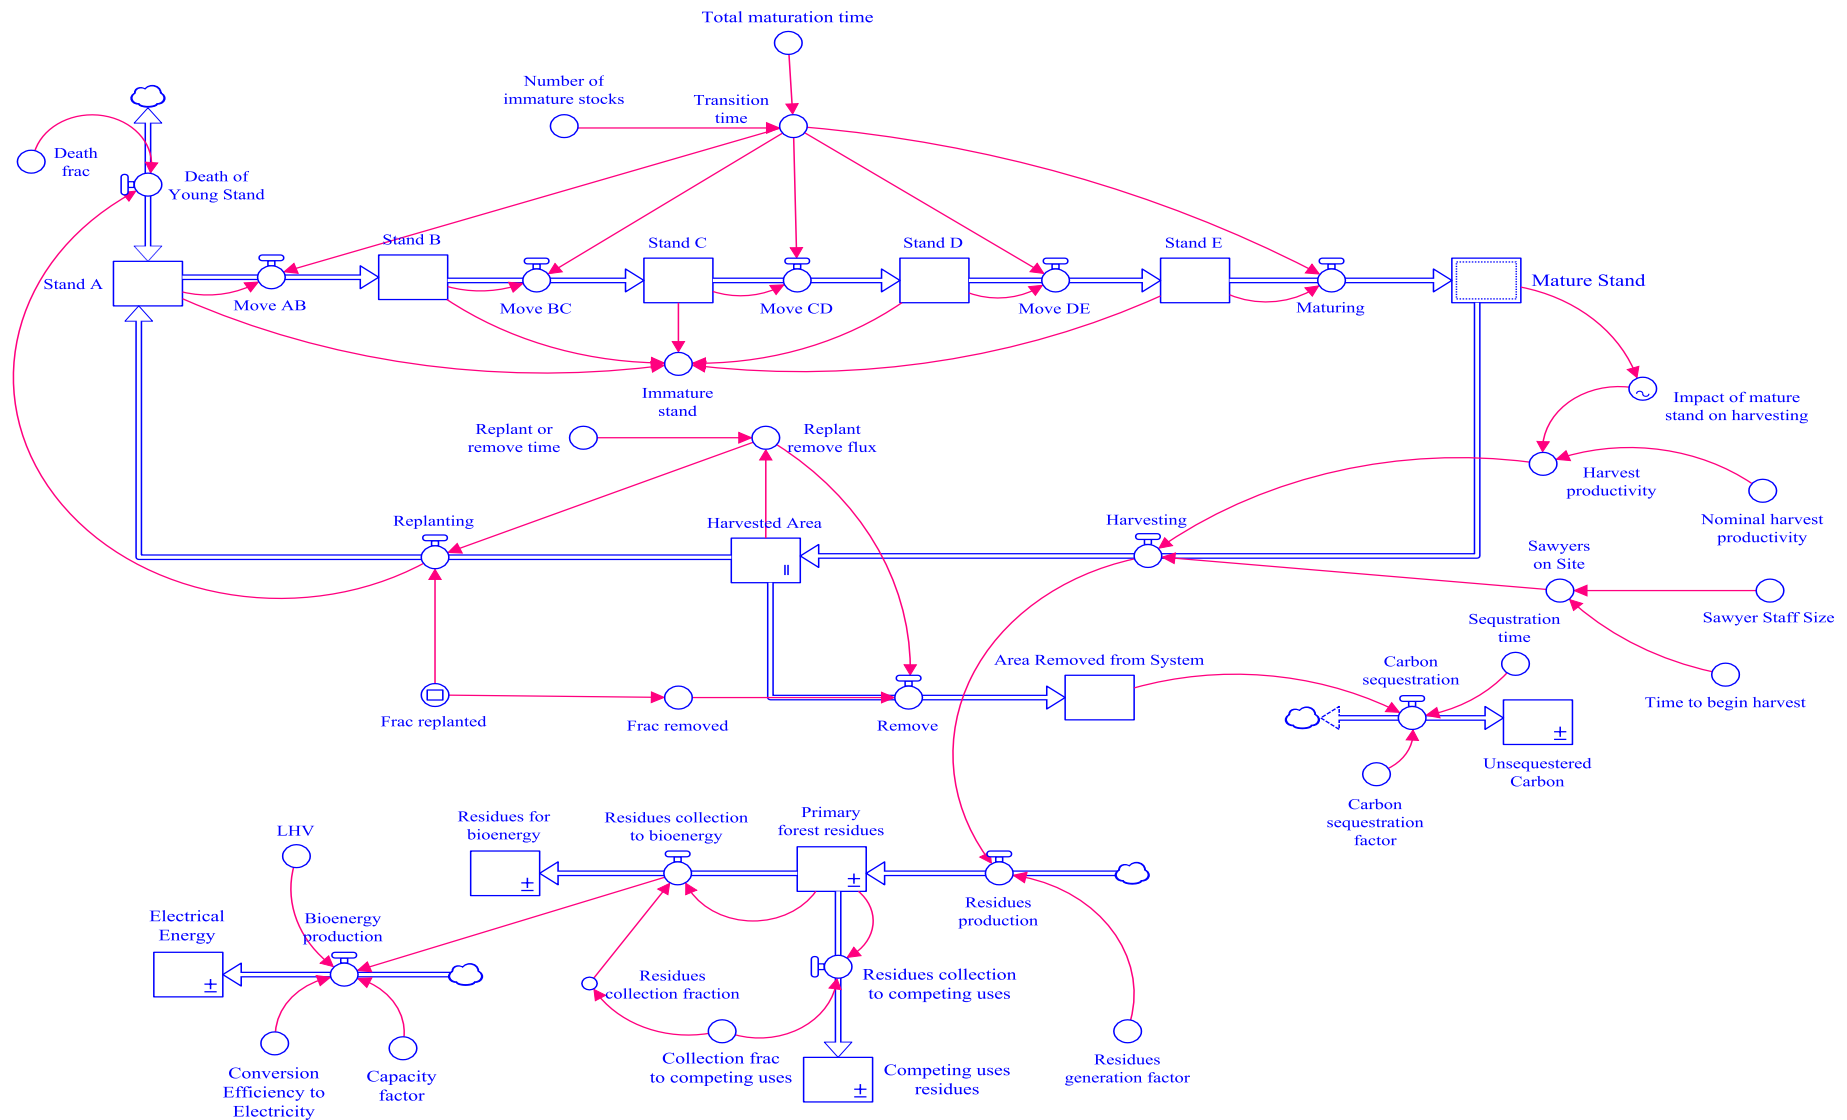 Total maturation time
Number of
immature stocks
Transition
time
Death
frac
Death of
Young Stand
Stand A
Move AB
Stand B
Move BC
Stand C
Move CD
Stand D
Move DE
Stand E
Maturing
Mature Stand
Immature
stand
Impact of mature
stand on harvesting
Replant or
remove time
Replant
remove flux
Harvest
productivity
Nominal harvest
productivity
Replanting
Harvested Area
Harvesting
Sawyers
on Site
Sawyer Staff Size
Sequstration
time
Time to begin harvest
Area Removed from System
Carbon
sequestration
Frac replanted
Frac removed
Remove
Unsequestered
Carbon
Carbon
sequestration
factor
LHV
Residues for
bioenergy
Residues collection
to bioenergy
Primary
forest residues
Residues
production
Electrical
Energy
Bioenergy
production
Residues
collection fraction
Residues collection
to competing uses
Collection frac
to competing uses
Competing uses
residues
Residues
generation factor
Conversion
Efficiency to
Electricity
Capacity
factor